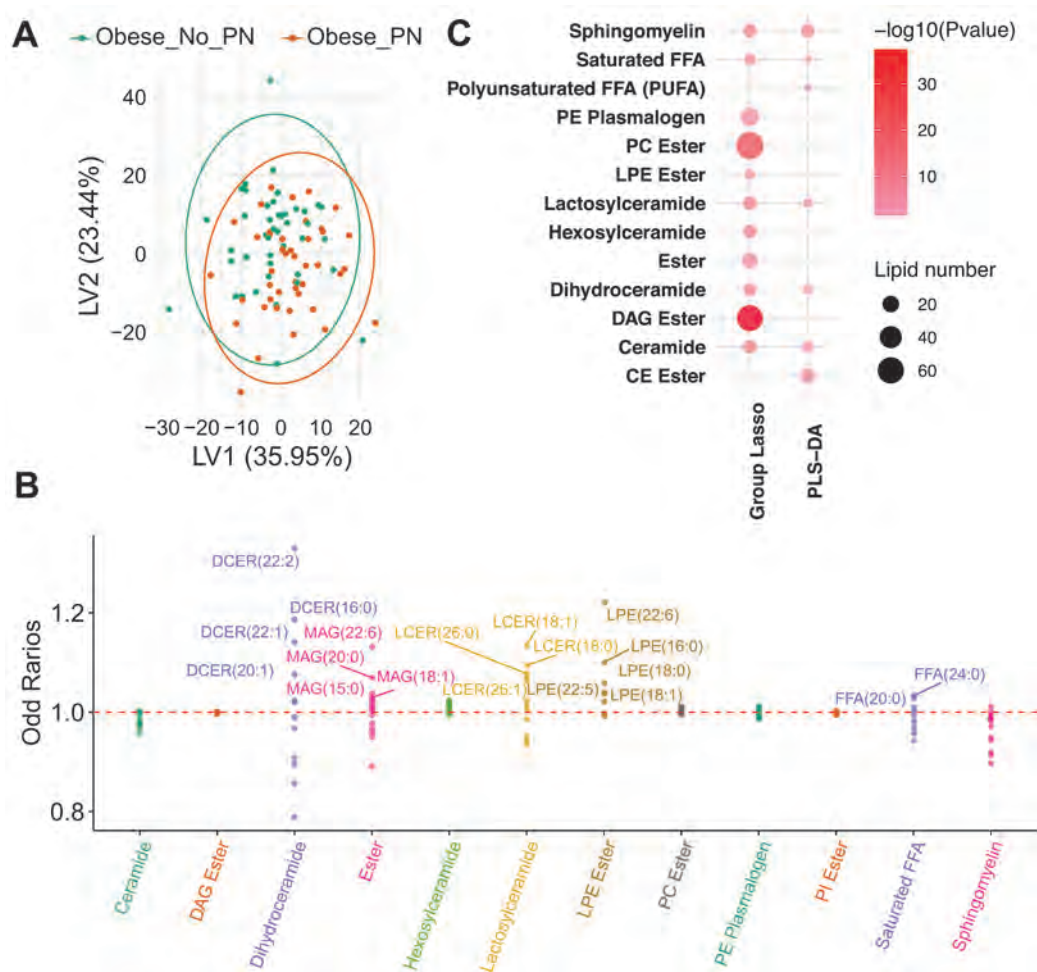 A
Obese_No_PN
Obese_PN
LV2 (23.44%)
40
20
0
−20
−30 −20 −10 0 10 20
LV1 (35.95%)
C
Sphingomyelin
Saturated FFA
Polyunsaturated FFA (PUFA)
PE Plasmalogen
PC Ester
LPE Ester
Lactosylceramide
Hexosylceramide
Ester
Dihydroceramide
DAG Ester
Ceramide
CE Ester
Group Lasso
PLS−DA
−log10(Pvalue)
30
20
10
Lipid number
20
40
60
B
Odd Rarios
1.2
1.0
0.8
DCER(22:2)
DCER(16:0)
DCER(22:1)
DCER(20:1)
MAG(22:6)
MAG(20:0)
MAG(18:1)
MAG(15:0)
LCER(26:0)
LCER(18:1)
LCER(18:0)
LCER(26:1)
LPE(22:6)
LPE(16:0)
LPE(18:0)
LPE(22:5)
LPE(18:1)
FFA(24:0)
FFA(20:0)
Ceramide
DAG Ester
Dihydroceramide
Ester
Hexosylceramide
Lactosylceramide
LPE Ester
PC Ester
PE Plasmalogen
PI Ester
Saturated FFA
Sphingomyelin